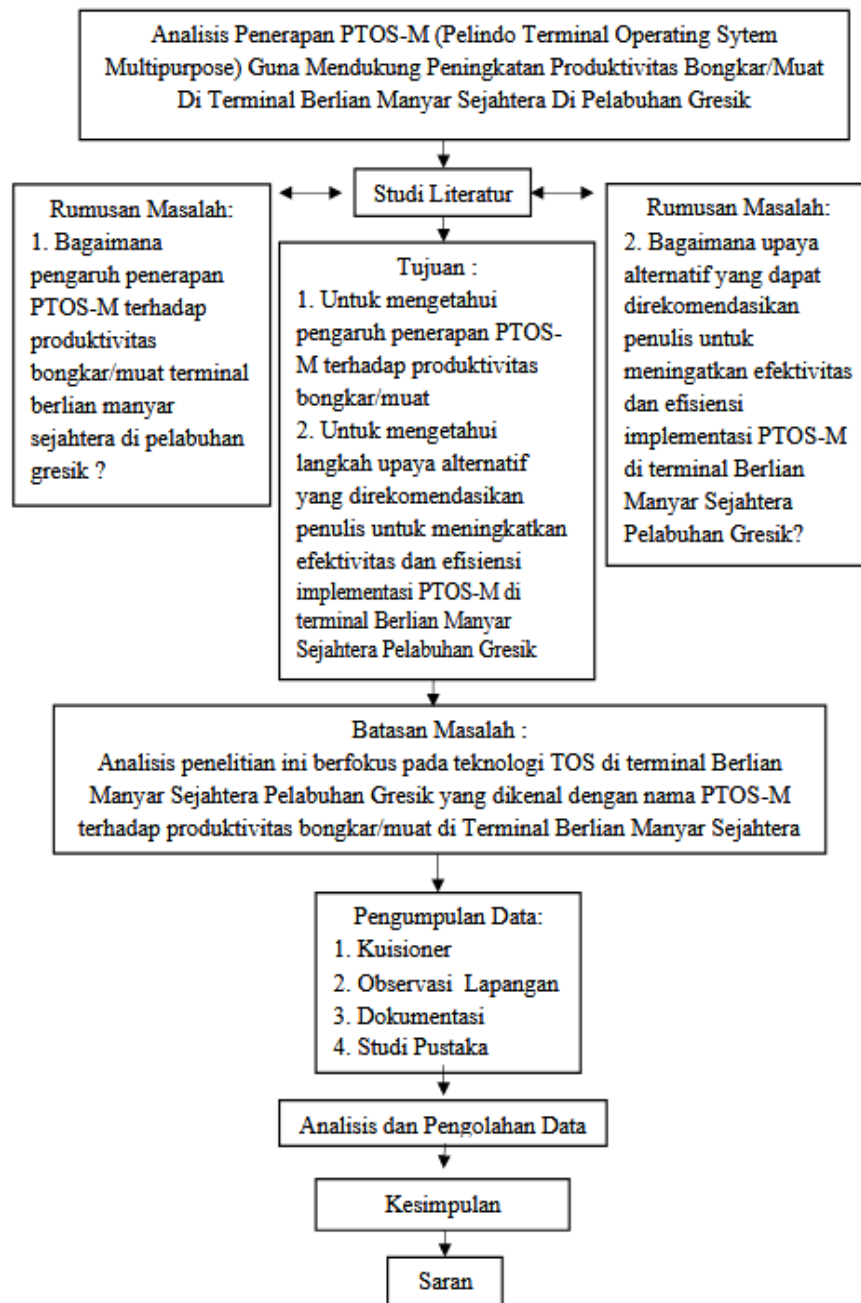 Analisis Penerapan PTOS-M (Pelindo Terminal Operating Sytem
Multipurpose) Guna Mendukung Peningkatan Produktivitas Bongkar/Muat
Di Terminal Berlian Manyar Sejahtera Di Pelabuhan Gresik
Studi Literatur
Rumusan Masalah:
1. Bagaimana
pengaruh penerapan
PTOS-M terhadap
produktivitas
bongkar/muat terminal
berlian manyar
sejahtera di pelabuhan
gresik ?
Tujuan :
1. Untuk mengetahui
pengaruh penerapan PTOS-
M terhadap produktivitas
bongkar/muat
2. Untuk mengetahui
langkah upaya alternatif
yang direkomendasikan
penulis untuk meningkatkan
efektivitas dan efisiensi
implementasi PTOS-M di
terminal Berlian Manyar
Sejahtera Pelabuhan Gresik
Rumusan Masalah:
2. Bagaimana upaya
alternatif yang dapat
direkomendasikan
penulis untuk
meningatkan efektivitas
dan efisiensi
implementasi PTOS-M
di terminal Berlian
Manyar Sejahtera
Pelabuhan Gresik?
Batasan Masalah :
Analisis penelitian ini berfokus pada teknologi TOS di terminal Berlian
Manyar Sejahtera Pelabuhan Gresik yang dikenal dengan nama PTOS-M
terhadap produktivitas bongkar/muat di Terminal Berlian Manyar Sejahtera
Pengumpulan Data:
1. Kuisioner
2. Observasi Lapangan
3. Dokumentasi
4. Studi Pustaka
Analisis dan Pengolahan Data
Kesimpulan
Saran